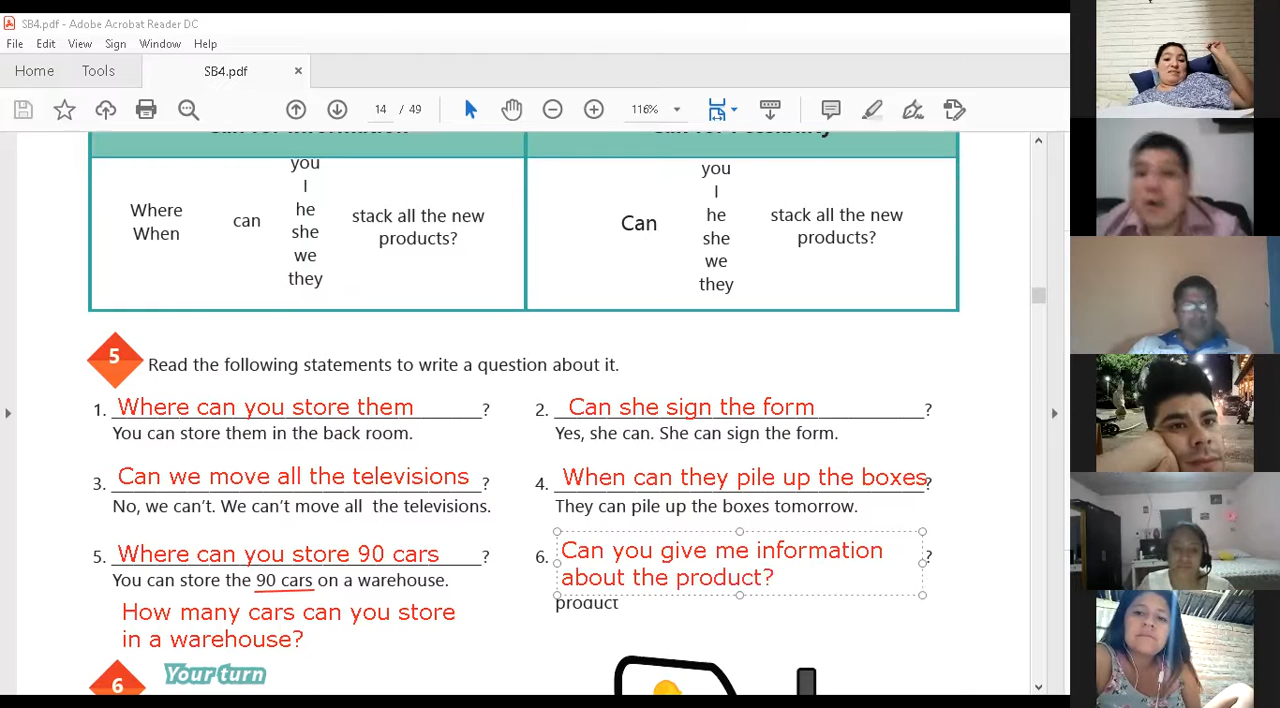 SB4.pdf - Adobe Acrobat Reader DC
File Edit View Sign Window Help
Home Tools SB4.pdf ×
14 / 49 116%
you
I
he
she
we
they
Where
When
can
stack all the new
products?
Can
you
I
he
she
we
they
stack all the new
products?
5 Read the following statements to write a question about it.
1. Where can you store them ?
You can store them in the back room.
2. Can she sign the form ?
Yes, she can. She can sign the form.
3. Can we move all the televisions ?
No, we can't. We can't move all the televisions.
4. When can they pile up the boxes ?
They can pile up the boxes tomorrow.
5. Where can you store 90 cars ?
You can store the 90 cars on a warehouse.
How many cars can you store
in a warehouse?
6. Can you give me information ?
about the product?
product
6 Your turn